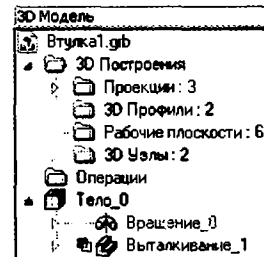 3D Модель
Втулка1.grb
3D Построения
Проекции : 3
3D Профили : 2
Рабочие плоскости : 6
3D Узлы : 2
Операции
Тело_0
Вращение_0
Выталкивание_1